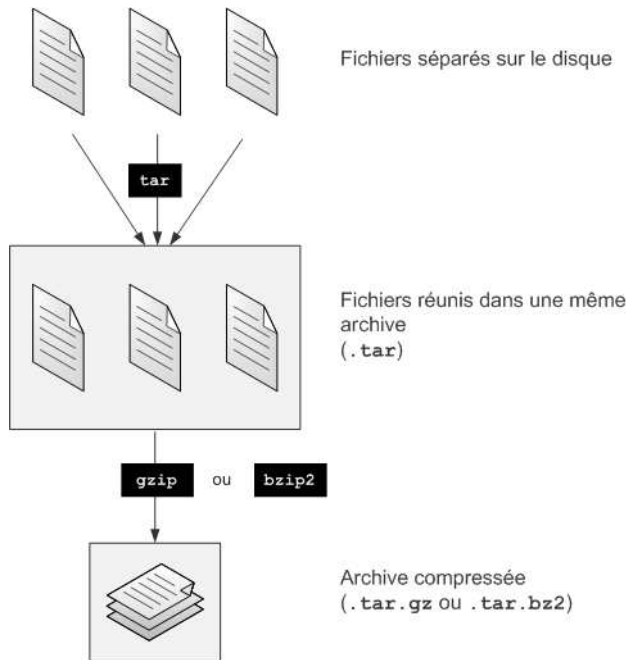 Fichiers séparés sur le disque
tar
Fichiers réunis dans une même
archive
(.tar)
gzip ou bzip2
Archive compressée
(.tar.gz ou .tar.bz2)